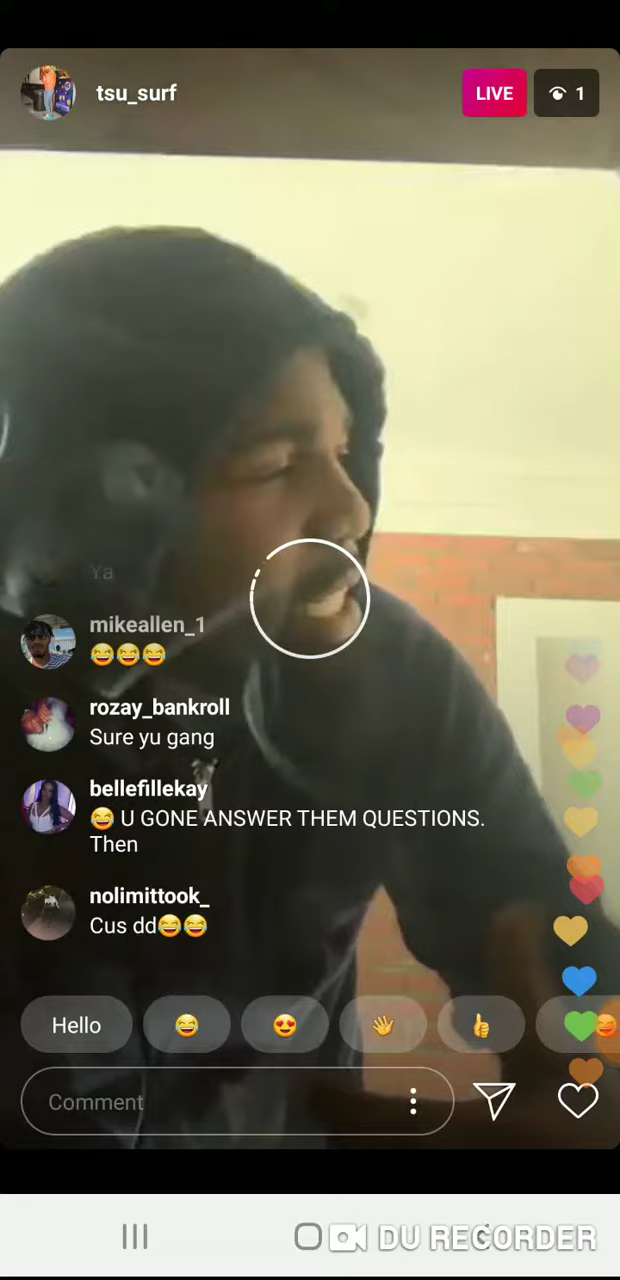 tsu_surf
LIVE
1
Ya
mikeallen_1
😂😂😂
rozay_bankroll
Sure yu gang
bellefillekay
😂 U GONE ANSWER THEM QUESTIONS.
Then
nolimittook_
Cus dd😂😂
Hello
Comment
DU RECORDER